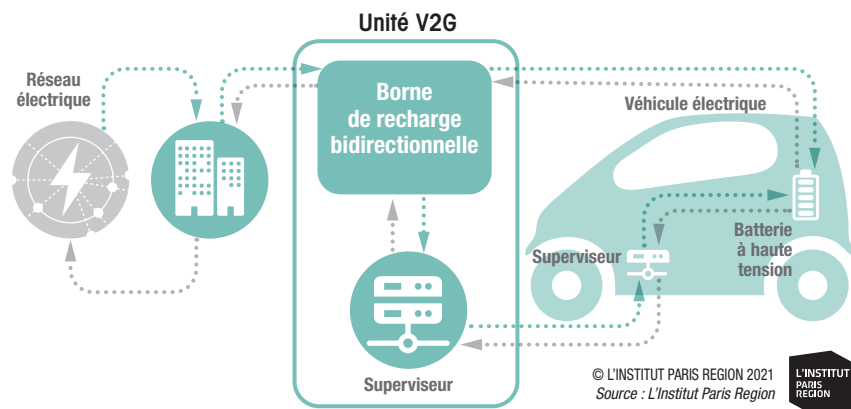 Unité V2G
Réseau
électrique
Borne
de recharge
bidirectionnelle
Véhicule électrique
Superviseur
Batterie
à haute
tension
Superviseur
© L'INSTITUT PARIS REGION 2021
Source : L'Institut Paris Region
L'INSTITUT
PARIS
REGION